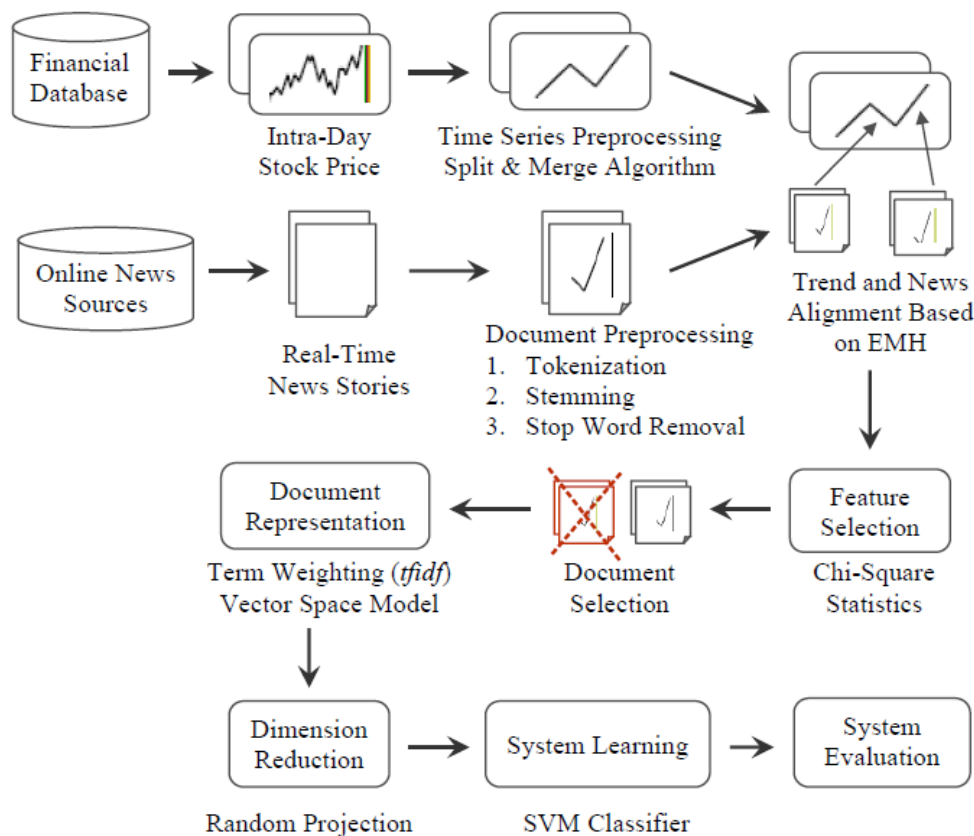 Financial
Database
Intra-Day
Stock Price
Time Series Preprocessing
Split & Merge Algorithm
Online News
Sources
Real-Time
News Stories
Document Preprocessing
1. Tokenization
2. Stemming
3. Stop Word Removal
Trend and News
Alignment Based
on EMH
Feature
Selection
Chi-Square
Statistics
Document
Selection
Document
Representation
Term Weighting (tfidf)
Vector Space Model
Dimension
Reduction
Random Projection
System Learning
SVM Classifier
System
Evaluation